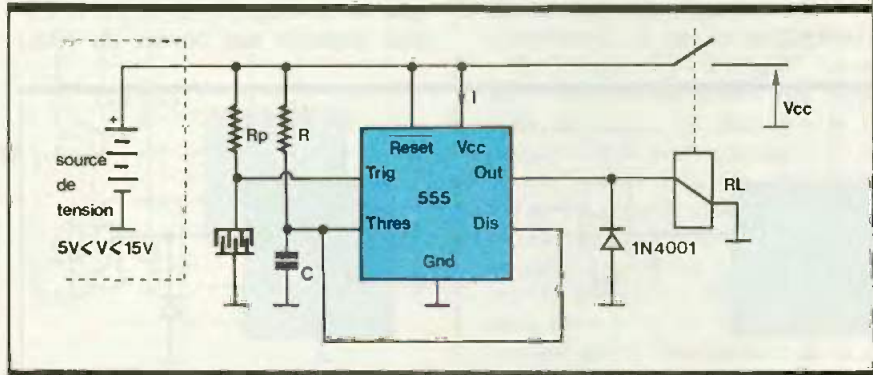 +
source
de
tension
5V < V < 15V
Rp
R
C
Reset
Vcc
I
Trig
Out
555
Thres
Dis
Gnd
1N4001
RL
Vcc